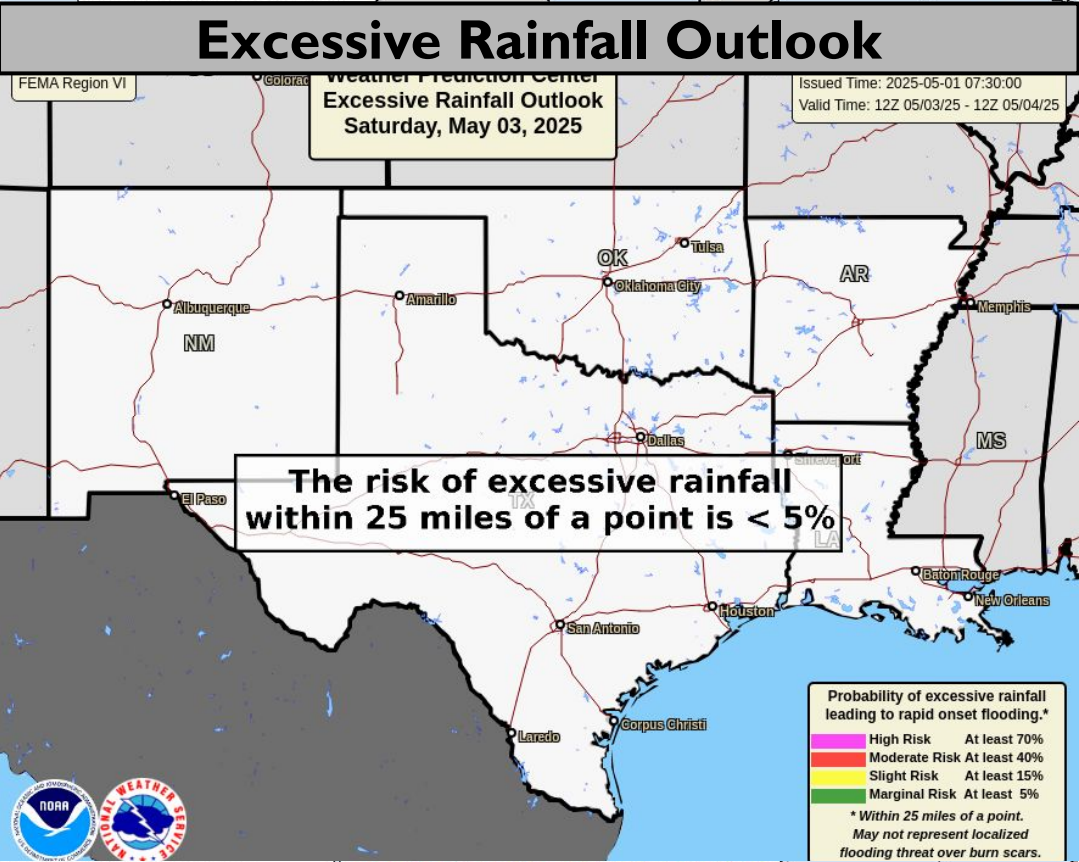 Excessive Rainfall Outlook
FEMA Region VI
Weather Prediction Center
Excessive Rainfall Outlook
Saturday, May 03, 2025
Issued Time: 2025-05-01 07:30:00
Valid Time: 12Z 05/03/25 - 12Z 05/04/25
Colorad
Tulsa
OK
Oklahoma City
AR
Albuquerque
Amarillo
Memphis
NM
Dallas
MS
Shreveport
The risk of excessive rainfall
within 25 miles of a point is < 5%
El Paso
TX
LA
Baton Rouge
New Orleans
Houston
San Antonio
Corpus Christi
Laredo
Probability of excessive rainfall
leading to rapid onset flooding.*
High Risk At least 70%
Moderate Risk At least 40%
Slight Risk At least 15%
Marginal Risk At least 5%
* Within 25 miles of a point.
May not represent localized
flooding threat over burn scars.
NOAA
NATIONAL WEATHER SERVICE